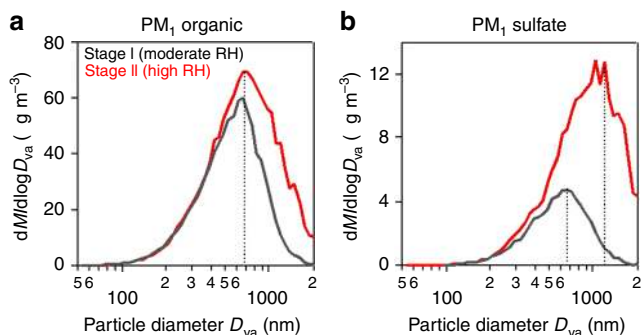 a PM₁ organic
80
60
40
20
0
dM/dlogDva ( g m⁻³)
Stage I (moderate RH)
Stage II (high RH)
5 6 2 3 4 5 6 2
100 1000
Particle diameter Dva (nm)
b PM₁ sulfate
12
8
4
0
dM/dlogDva ( g m⁻³)
5 6 2 3 4 5 6 2
100 1000
Particle diameter Dva (nm)